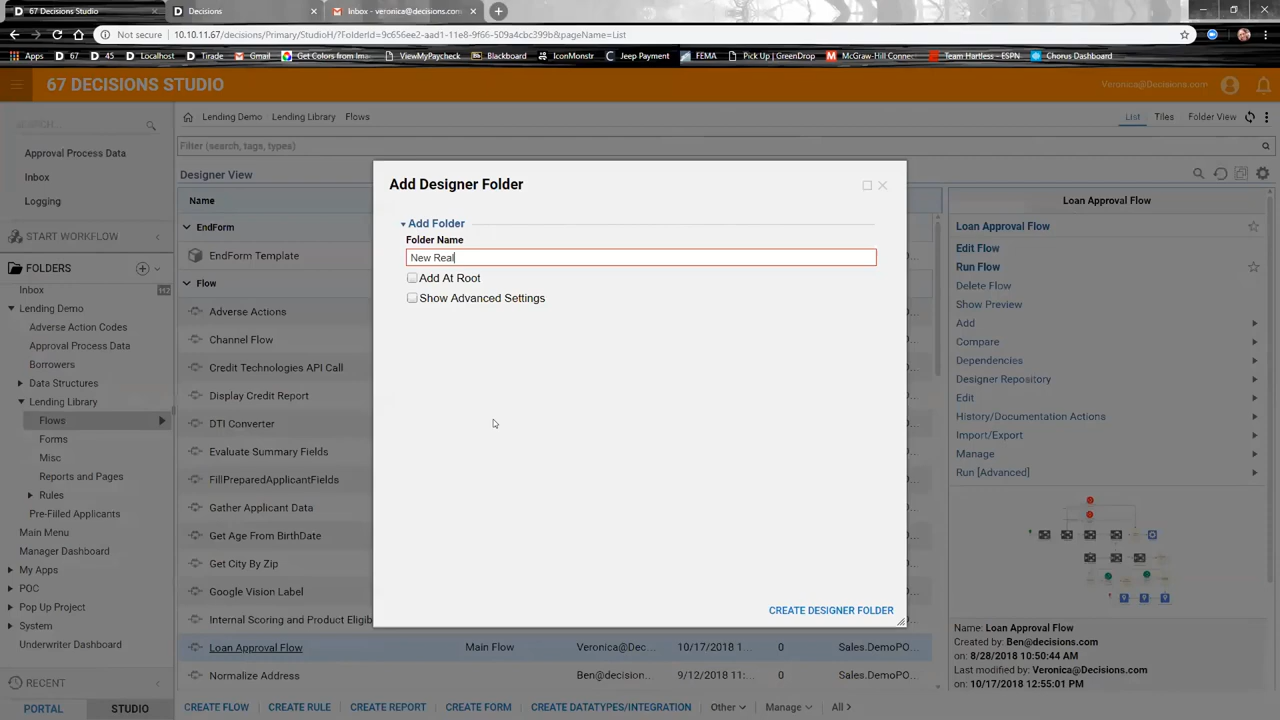 67 Decisions Studio
Decisions
Inbox - veronica@decisions.com
Not secure
10.10.11.67/decisions/Primary/StudioH/?FolderId=9c656ee2-aad1-11e8-9f66-509a4cbc399b&pageName=List
Apps
D 67
D 45
D Localhost
D Tirade
Gmail
Get Colors from Ima
ViewMyPaycheck
Blackboard
IconMonstr
Jeep Payment
FEMA
Pick Up | GreenDrop
McGraw-Hill Conne
Team Hartless - ESPN
Chorus Dashboard
67 DECISIONS STUDIO
Veronica@Decisions.com
SEARCH...
Approval Process Data
Inbox
Logging
START WORKFLOW
FOLDERS
Inbox
Lending Demo
Adverse Action Codes
Approval Process Data
Borrowers
Data Structures
Lending Library
Flows
Forms
Misc
Reports and Pages
Rules
Pre-Filled Applicants
Main Menu
Manager Dashboard
My Apps
POC
Pop Up Project
System
Underwriter Dashboard
RECENT
PORTAL
STUDIO
Lending Demo
Lending Library
Flows
List
Tiles
Folder View
Filter (search, tags, types)
Designer View
Name
EndForm
EndForm Template
Flow
Adverse Actions
Channel Flow
Credit Technologies API Call
Display Credit Report
DTI Converter
Evaluate Summary Fields
FillPreparedApplicantFields
Gather Applicant Data
Get Age From BirthDate
Get City By Zip
Google Vision Label
Internal Scoring and Product Eligib
Loan Approval Flow Main Flow Veronica@Dec... 10/17/2018 1... 0 Sales.DemoPO...
Normalize Address Ben@decision... 9/12/2018 11:... 0 Sales.DemoPO...
CREATE FLOW
CREATE RULE
CREATE REPORT
CREATE FORM
CREATE DATATYPES/INTEGRATION
Other
Manage
All
Add Designer Folder
Add Folder
Folder Name
New Real
Add At Root
Show Advanced Settings
CREATE DESIGNER FOLDER
Loan Approval Flow
Loan Approval Flow
Edit Flow
Run Flow
Delete Flow
Show Preview
Add
Compare
Dependencies
Designer Repository
Edit
History/Documentation Actions
Import/Export
Manage
Run [Advanced]
Name: Loan Approval Flow
Created by: Ben@decisions.com
on: 8/28/2018 10:50:44 AM
Last modified by: Veronica@Decisions.com
on: 10/17/2018 12:55:01 PM